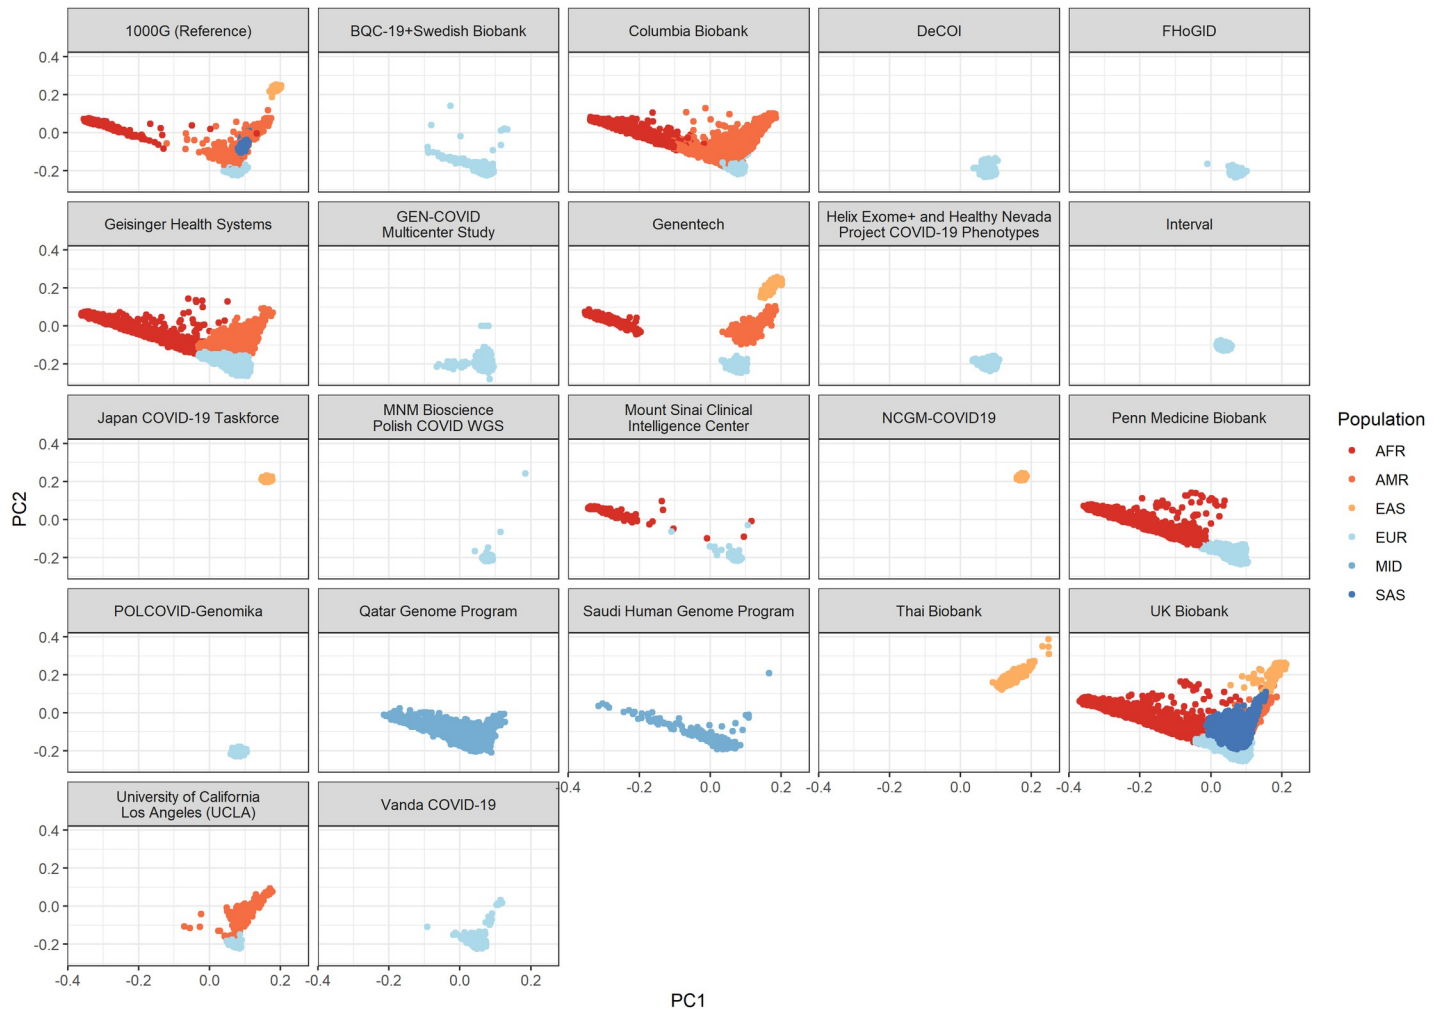 1000G (Reference)
BQC-19+Swedish Biobank
Columbia Biobank
DeCOI
FHoGID
0.4
0.2
0.0
-0.2
Geisinger Health Systems
GEN-COVID
Multicenter Study
Genentech
Helix Exome+ and Healthy Nevada
Project COVID-19 Phenotypes
Interval
0.4
0.2
0.0
-0.2
Japan COVID-19 Taskforce
MNM Bioscience
Polish COVID WGS
Mount Sinai Clinical
Intelligence Center
NCGM-COVID19
Penn Medicine Biobank
0.4
0.2
0.0
-0.2
POLCOVID-Genomika
Qatar Genome Program
Saudi Human Genome Program
Thai Biobank
UK Biobank
0.4
0.2
0.0
-0.2
-0.4 -0.2 0.0 0.2 -0.4 -0.2 0.0 0.2 -0.4 -0.2 0.0 0.2
University of California
Los Angeles (UCLA)
Vanda COVID-19
0.4
0.2
0.0
-0.2
-0.4 -0.2 0.0 0.2 -0.4 -0.2 0.0 0.2
PC1
PC2
Population
AFR
AMR
EAS
EUR
MID
SAS